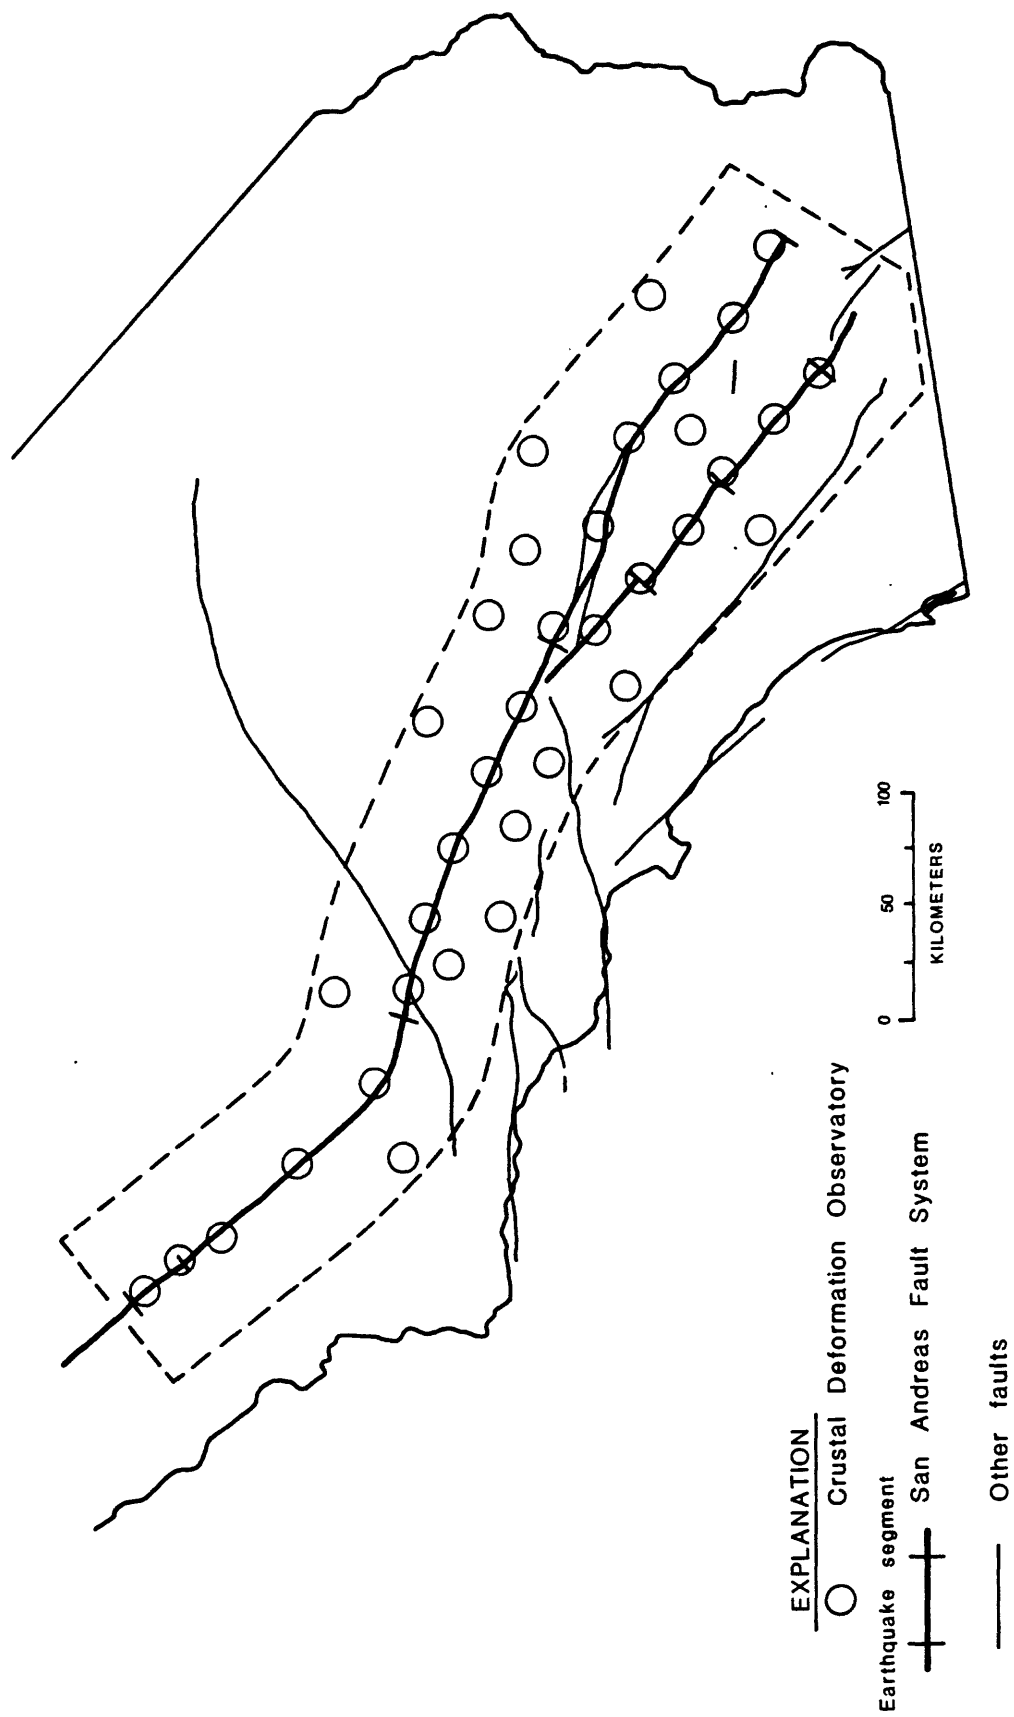 EXPLANATION
Crustal Deformation Observatory
Earthquake segment
San Andreas Fault System
Other faults
0 50 100
KILOMETERS